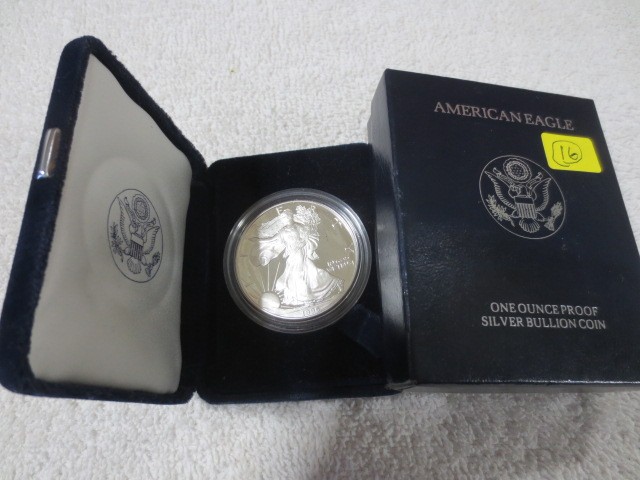 AMERICAN EAGLE
16
ONE OUNCE PROOF
SILVER BULLION COIN